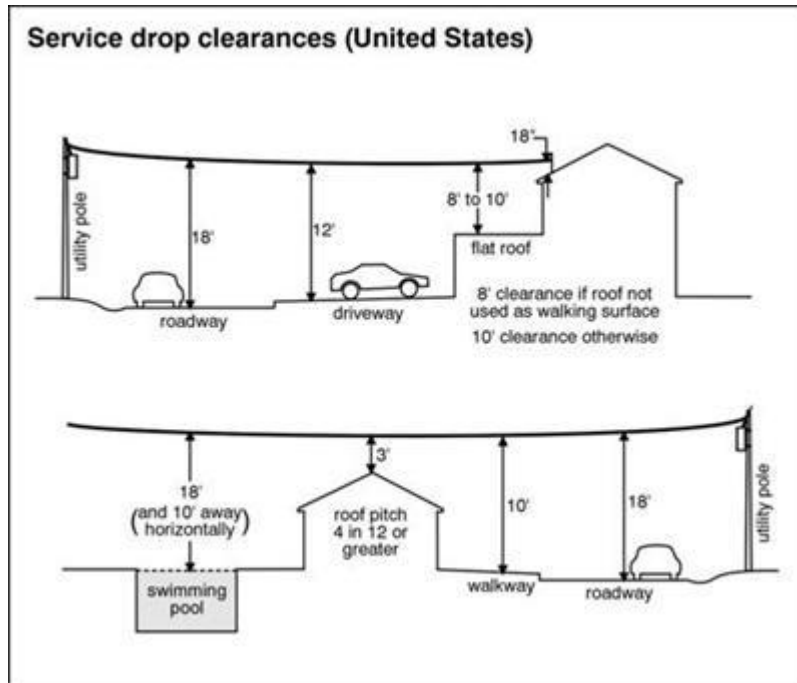 Service drop clearances (United States)
18"
8' to 10'
18'
12'
flat roof
utility pole
roadway
driveway
8' clearance if roof not
used as walking surface
10' clearance otherwise
3'
18'
(and 10' away
horizontally)
roof pitch
4 in 12 or
greater
10'
18'
utility pole
swimming
pool
walkway
roadway